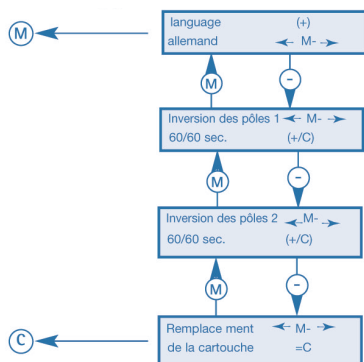 language (+)
M
allemand M-
M -
Inversion des pôles 1 M-
60/60 sec. (+/C)
M -
Inversion des pôles 2 M-
60/60 sec. (+/C)
M -
Remplace ment M-
C
de la cartouche =C